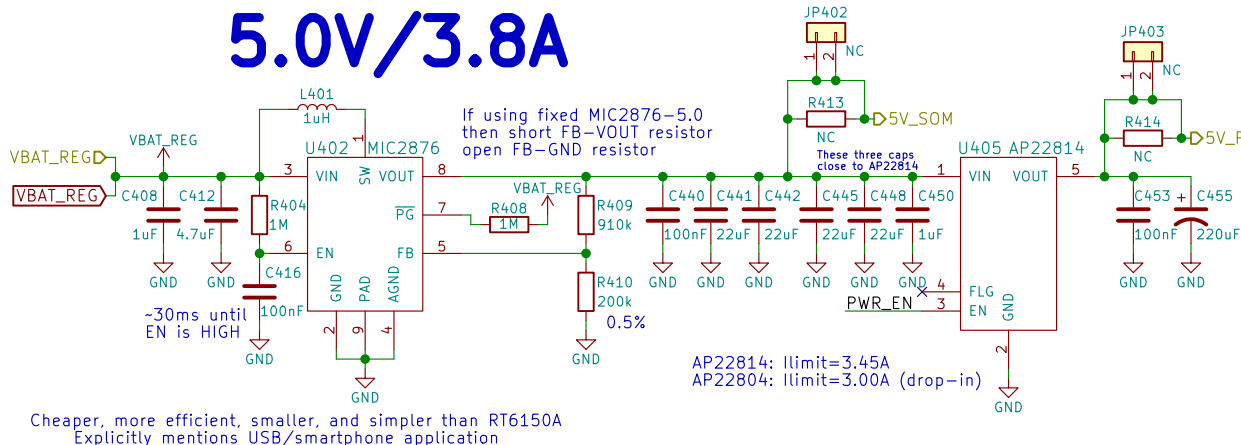 5.0V/3.8A
JP402
1
2
NC
JP403
1
2
NC
L401
1uH
If using fixed MIC2876-5.0
then short FB-VOUT resistor
open FB-GND resistor
R413
NC
5V_SOM
R414
NC
VBAT_REG
VBAT_REG
VBAT_REG
U402 MIC2876
These three caps
close to AP22814
U405 AP22814
3 VIN
SW
1
VOUT 8
1 VIN
VOUT 5
C408
1uF
C412
4.7uF
R404
1M
PG 7
R408
1M
VBAT_REG
R409
910k
C440
100nF
C441
22uF
C442
22uF
C445
22uF
C448
22uF
C450
1uF
C453
100nF
C455
+
220uF
6 EN
FB 5
GND
GND
C416
100nF
GND
PAD
AGND
2
9
4
R410
200k
0.5%
GND
GND
GND
GND
GND
GND
GND
GND
4 FLG
PWR_EN
3 EN
GND
2
~30ms until
EN is HIGH
GND
GND
GND
GND
GND
AP22814: Ilimit=3.45A
AP22804: Ilimit=3.00A (drop-in)
Cheaper, more efficient, smaller, and simpler than RT6150A
Explicitly mentions USB/smartphone application